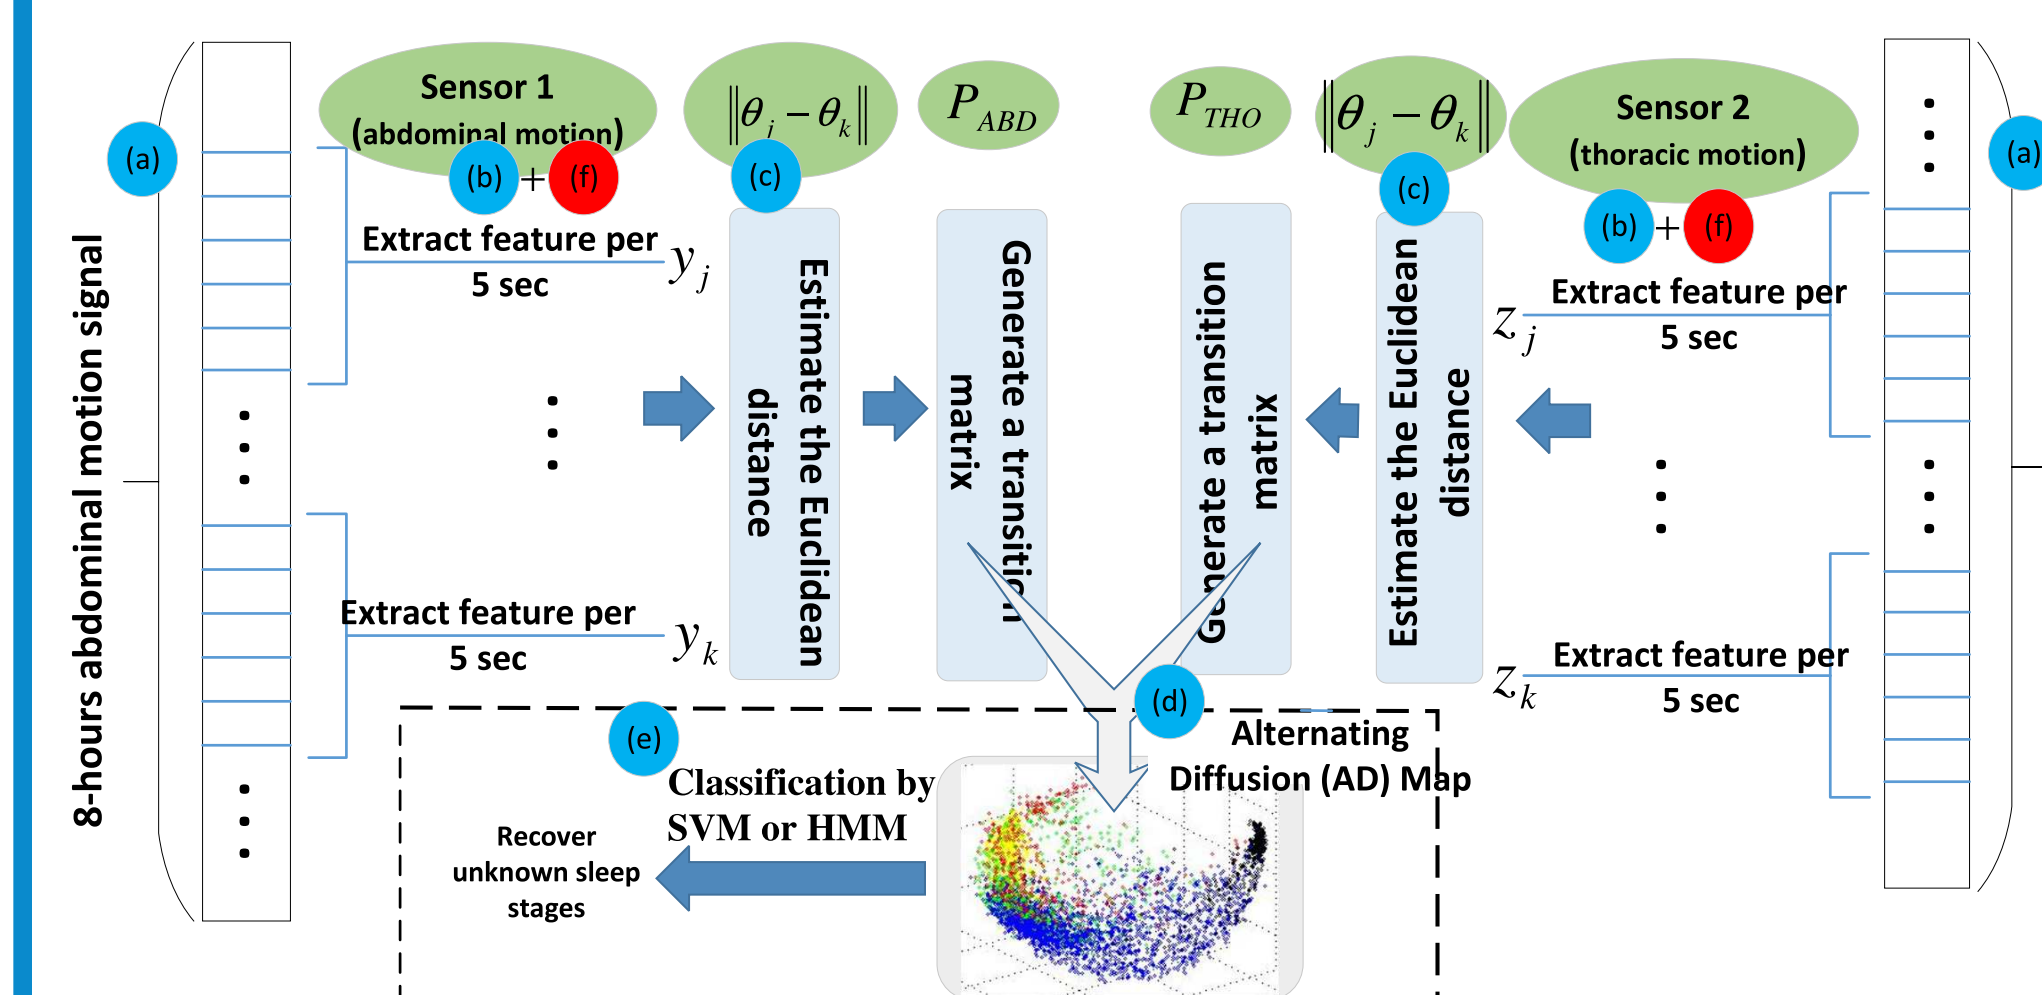 8-hours abdominal motion signal
(a)
Sensor 1
(abdominal motion)
(b) + (f)
Extract feature per
5 sec
y_j
Extract feature per
5 sec
y_k
‖θ_j − θ_k‖
(c)
Estimate the Euclidean
distance
P_ABD
Generate a transition
matrix
P_THO
Generate a transition
matrix
‖θ_j − θ_k‖
(c)
Estimate the Euclidean
distance
Sensor 2
(thoracic motion)
(b) + (f)
Extract feature per
5 sec
z_j
Extract feature per
5 sec
z_k
(a)
(d)
Alternating
Diffusion (AD) Map
(e)
Classification by
SVM or HMM
Recover
unknown sleep
stages